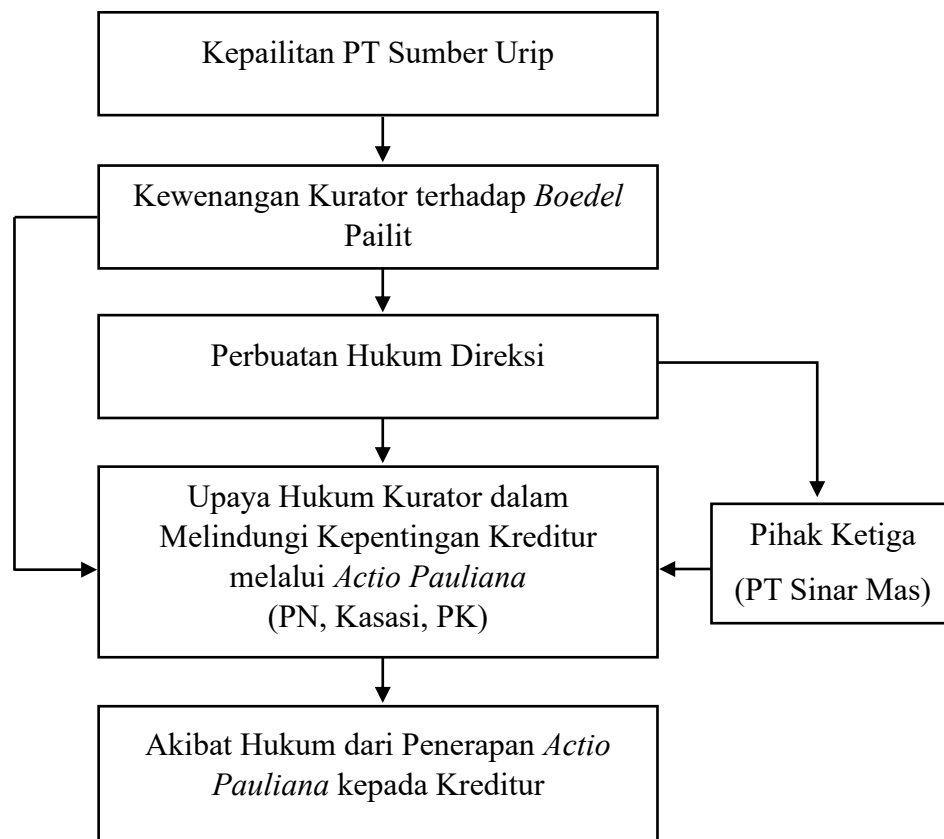 Kepailitan PT Sumber Urip
Kewenangan Kurator terhadap Boedel
Pailit
Perbuatan Hukum Direksi
Upaya Hukum Kurator dalam
Melindungi Kepentingan Kreditur
melalui Actio Pauliana
(PN, Kasasi, PK)
Pihak Ketiga
(PT Sinar Mas)
Akibat Hukum dari Penerapan Actio
Pauliana kepada Kreditur